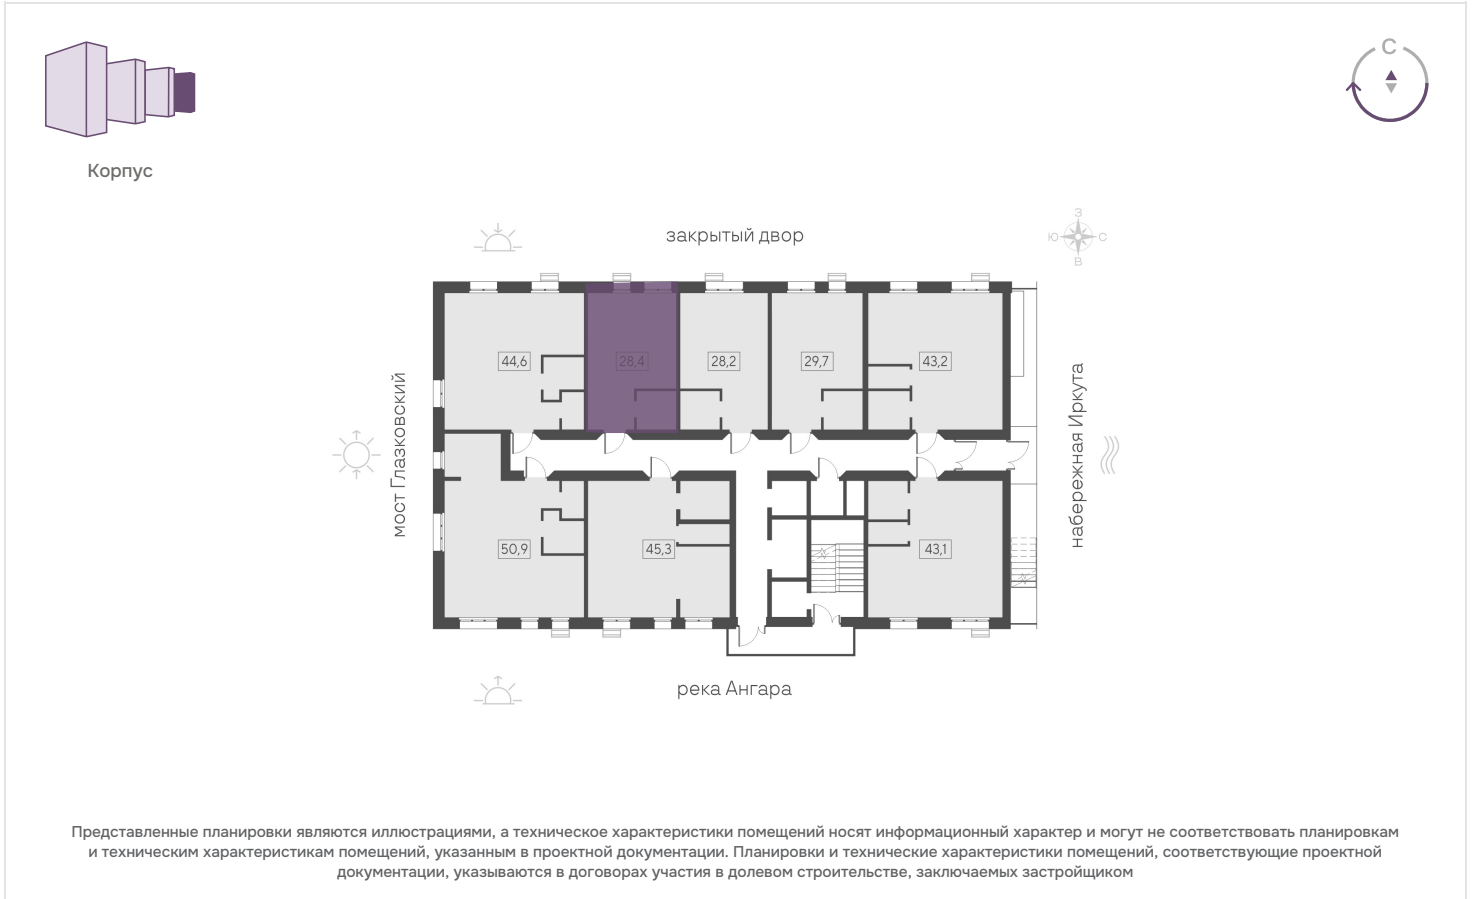 С
Корпус
закрытый двор
З
Ю
С
В
44,6
28,4
28,2
29,7
43,2
мост Глазковский
набережная Иркута
50,9
45,3
43,1
река Ангара
Представленные планировки являются иллюстрациями, а техническое характеристики помещений носят информационный характер и могут не соответствовать планировкам
и техническим характеристикам помещений, указанным в проектной документации. Планировки и технические характеристики помещений, соответствующие проектной
документации, указываются в договорах участия в долевом строительстве, заключаемых застройщиком